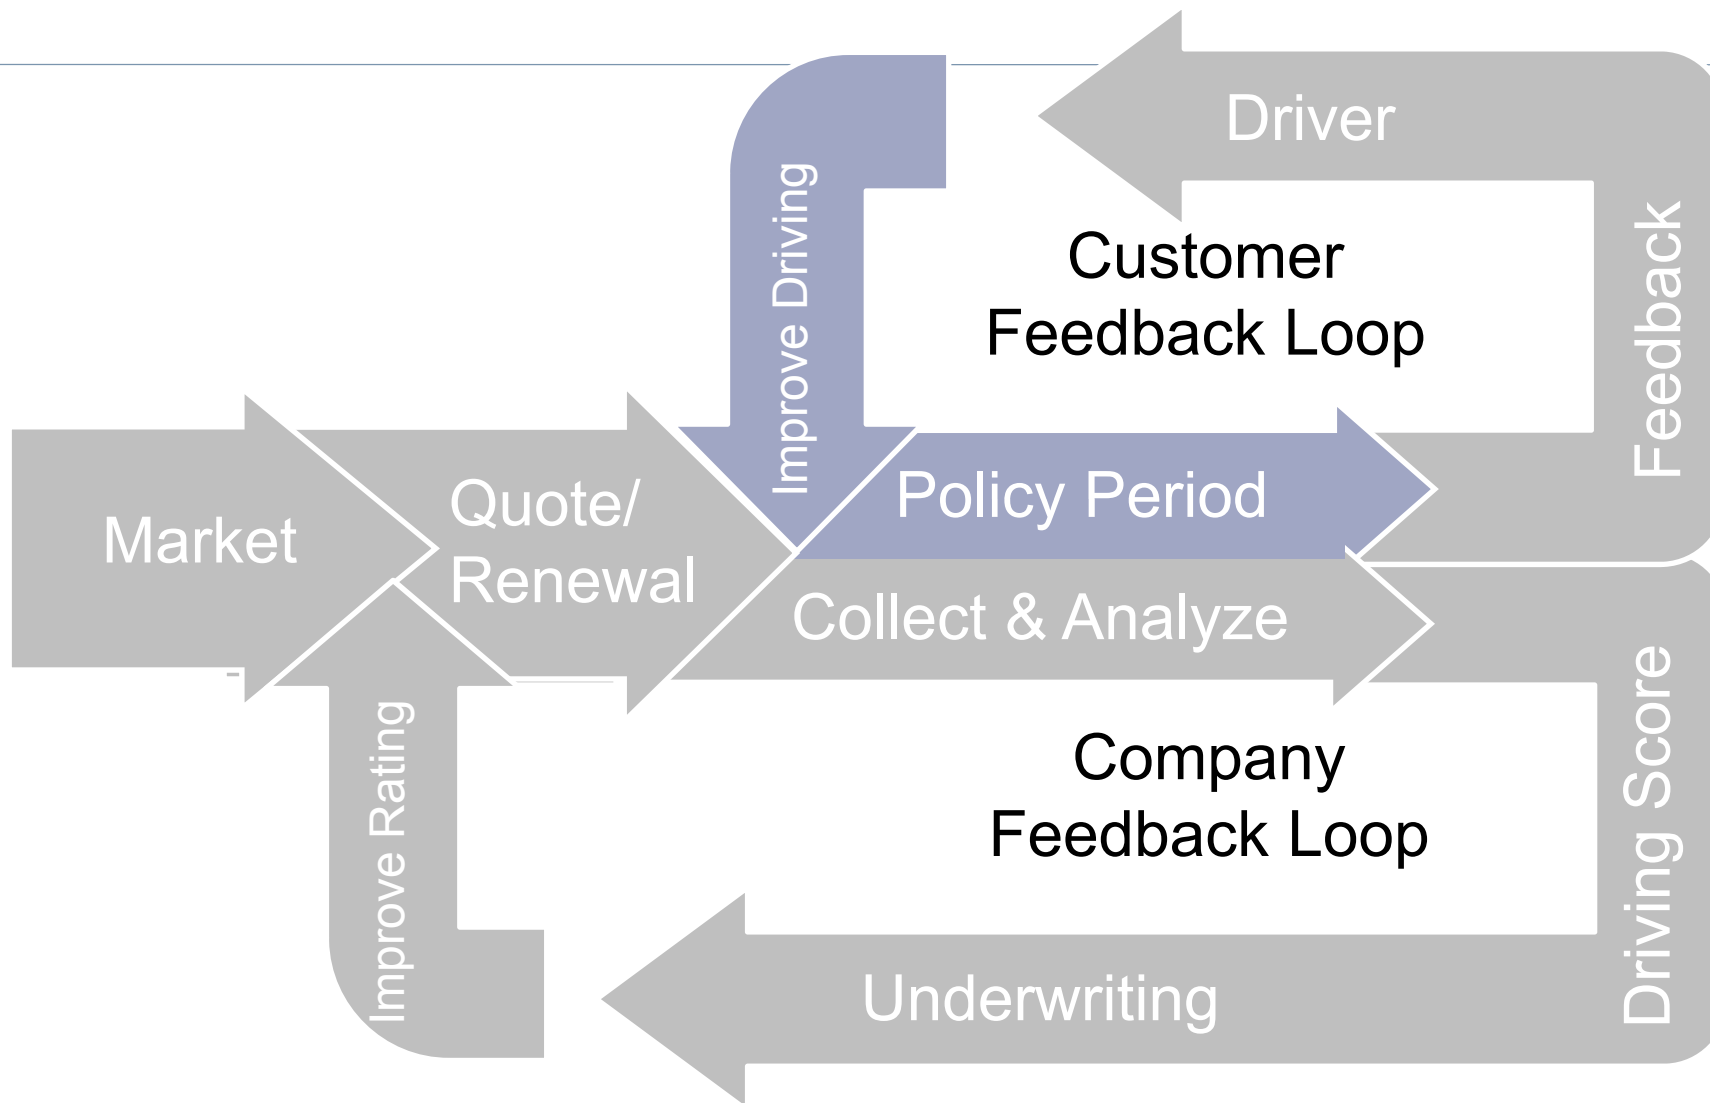 Driver
Improve Driving
Customer
Feedback Loop
Feedback
Market
Quote/
Renewal
Policy Period
Collect & Analyze
Improve Rating
Company
Feedback Loop
Driving Score
Underwriting